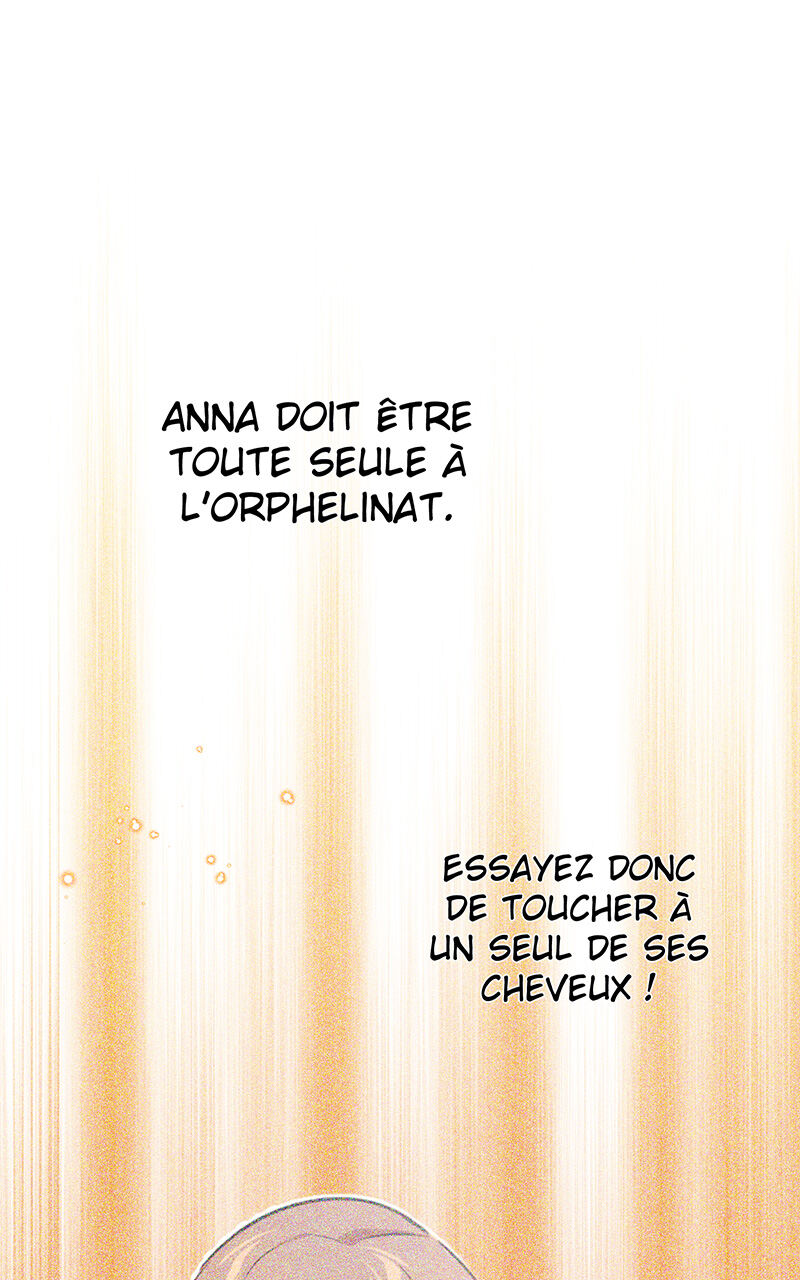 ANNA DOIT ÊTRE
TOUTE SEULE À
L'ORPHELINAT.
ESSAYEZ DONC
DE TOUCHER À
UN SEUL DE SES
CHEVEUX !